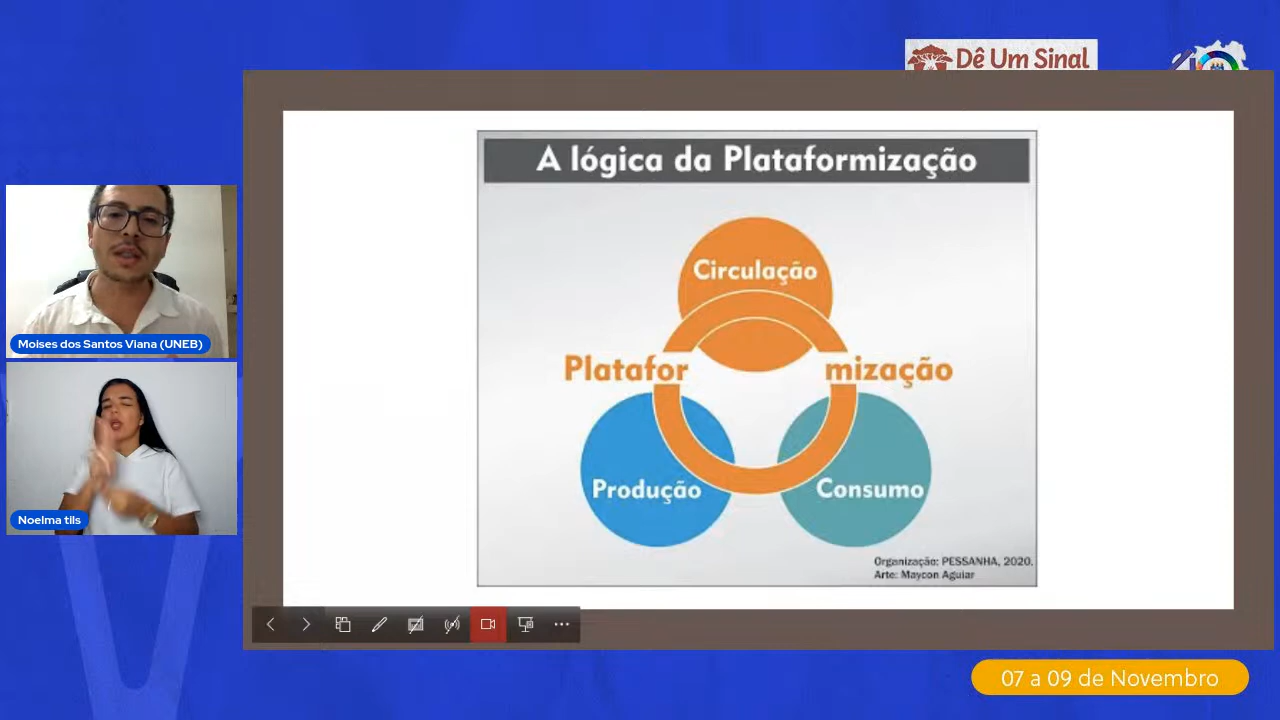 Dê Um Sinal
A lógica da Plataformização
Circulação
Platafor mização
Produção
Consumo
Organização: PESSANHA, 2020.
Arte: Maycon Aguiar
Moises dos Santos Viana (UNEB)
Noelma tils
07 a 09 de Novembro